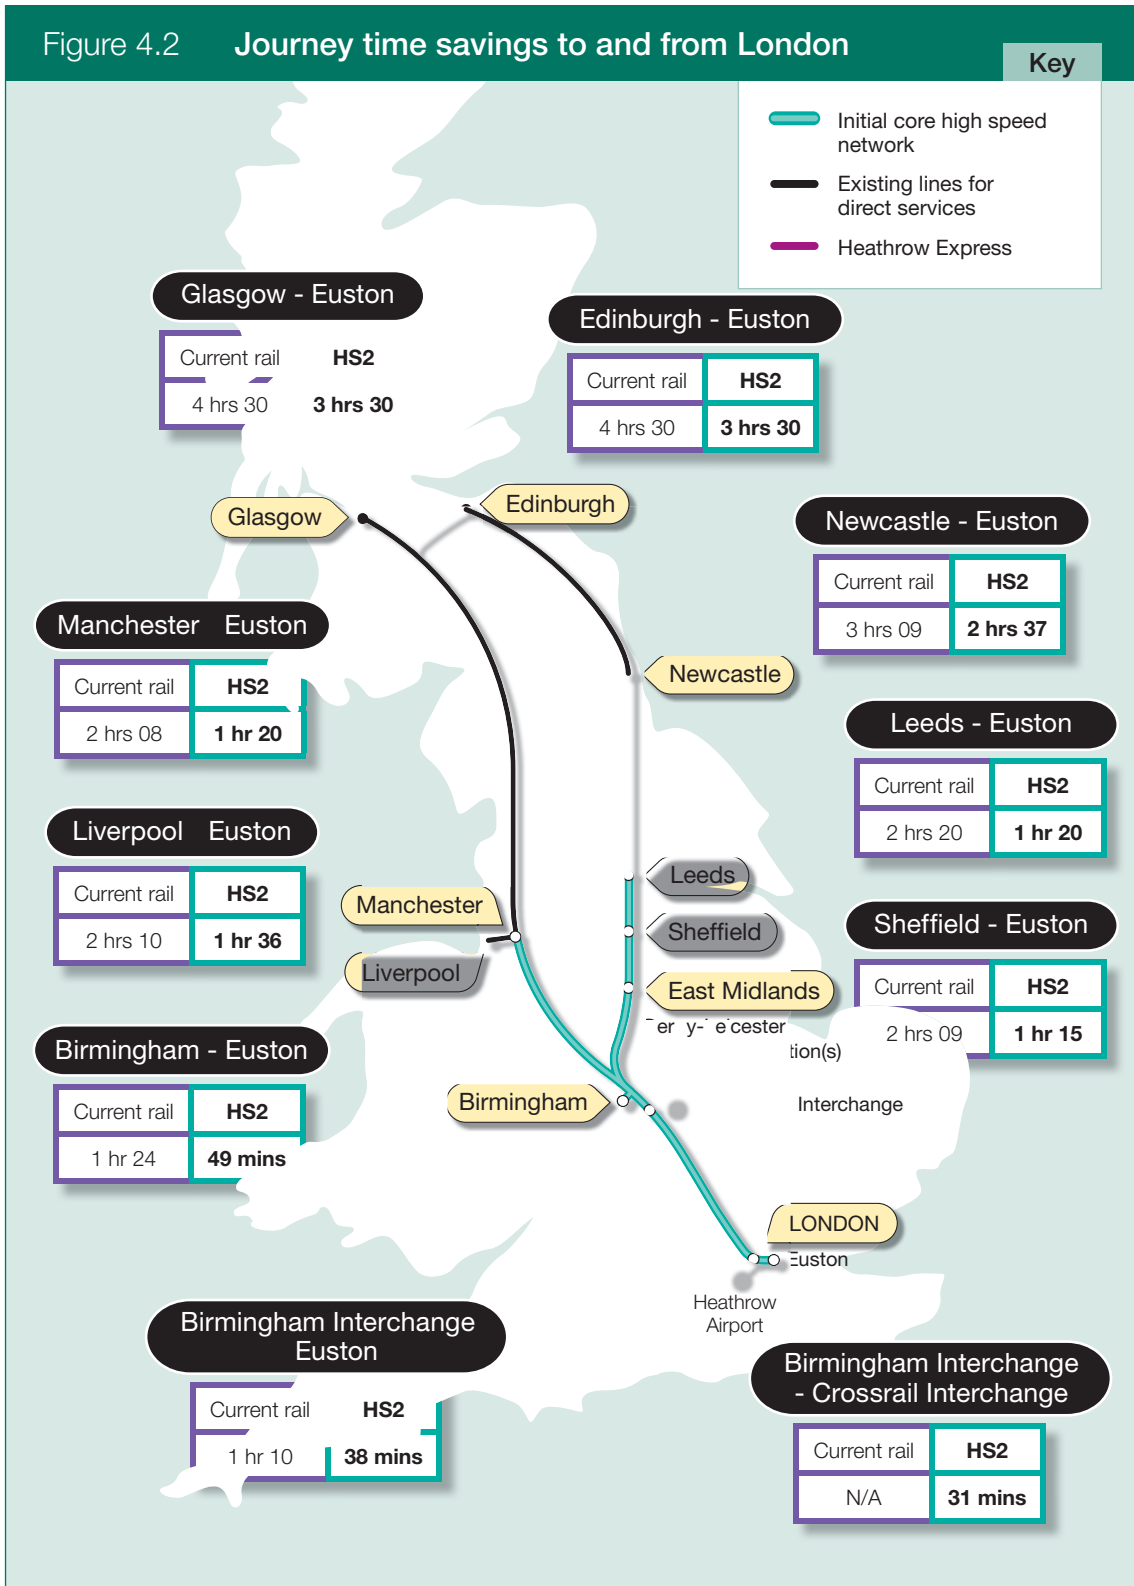 Figure 4.2 Journey time savings to and from London
Key
Initial core high speed
network
Existing lines for
direct services
Heathrow Express
Glasgow - Euston
Current rail HS2
4 hrs 30 3 hrs 30
Edinburgh - Euston
Current rail HS2
4 hrs 30 3 hrs 30
Edinburgh
Glasgow
Newcastle - Euston
Current rail HS2
3 hrs 09 2 hrs 37
Manchester Euston
Current rail HS2
2 hrs 08 1 hr 20
Newcastle
Leeds - Euston
Current rail HS2
2 hrs 20 1 hr 20
Liverpool Euston
Current rail HS2
2 hrs 10 1 hr 36
Leeds
Manchester
Sheffield
Liverpool
East Midlands
Sheffield - Euston
Current rail HS2
2 hrs 09 1 hr 15
tion(s)
Birmingham - Euston
Current rail HS2
1 hr 24 49 mins
Birmingham
Interchange
LONDON
Euston
Heathrow
Airport
Birmingham Interchange
Euston
Current rail HS2
1 hr 10 38 mins
Birmingham Interchange
- Crossrail Interchange
Current rail HS2
N/A 31 mins